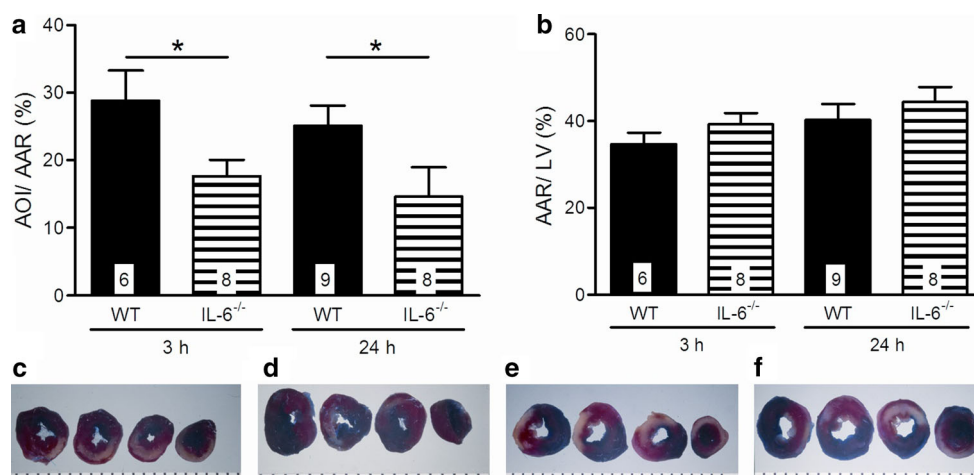 a
AOI/ AAR (%)
40
30
20
10
0
*
*
6
8
9
8
WT
IL-6-/-
WT
IL-6-/-
3 h
24 h
b
AAR/ LV (%)
60
40
20
0
6
8
9
8
WT
IL-6-/-
WT
IL-6-/-
3 h
24 h
c
d
e
f